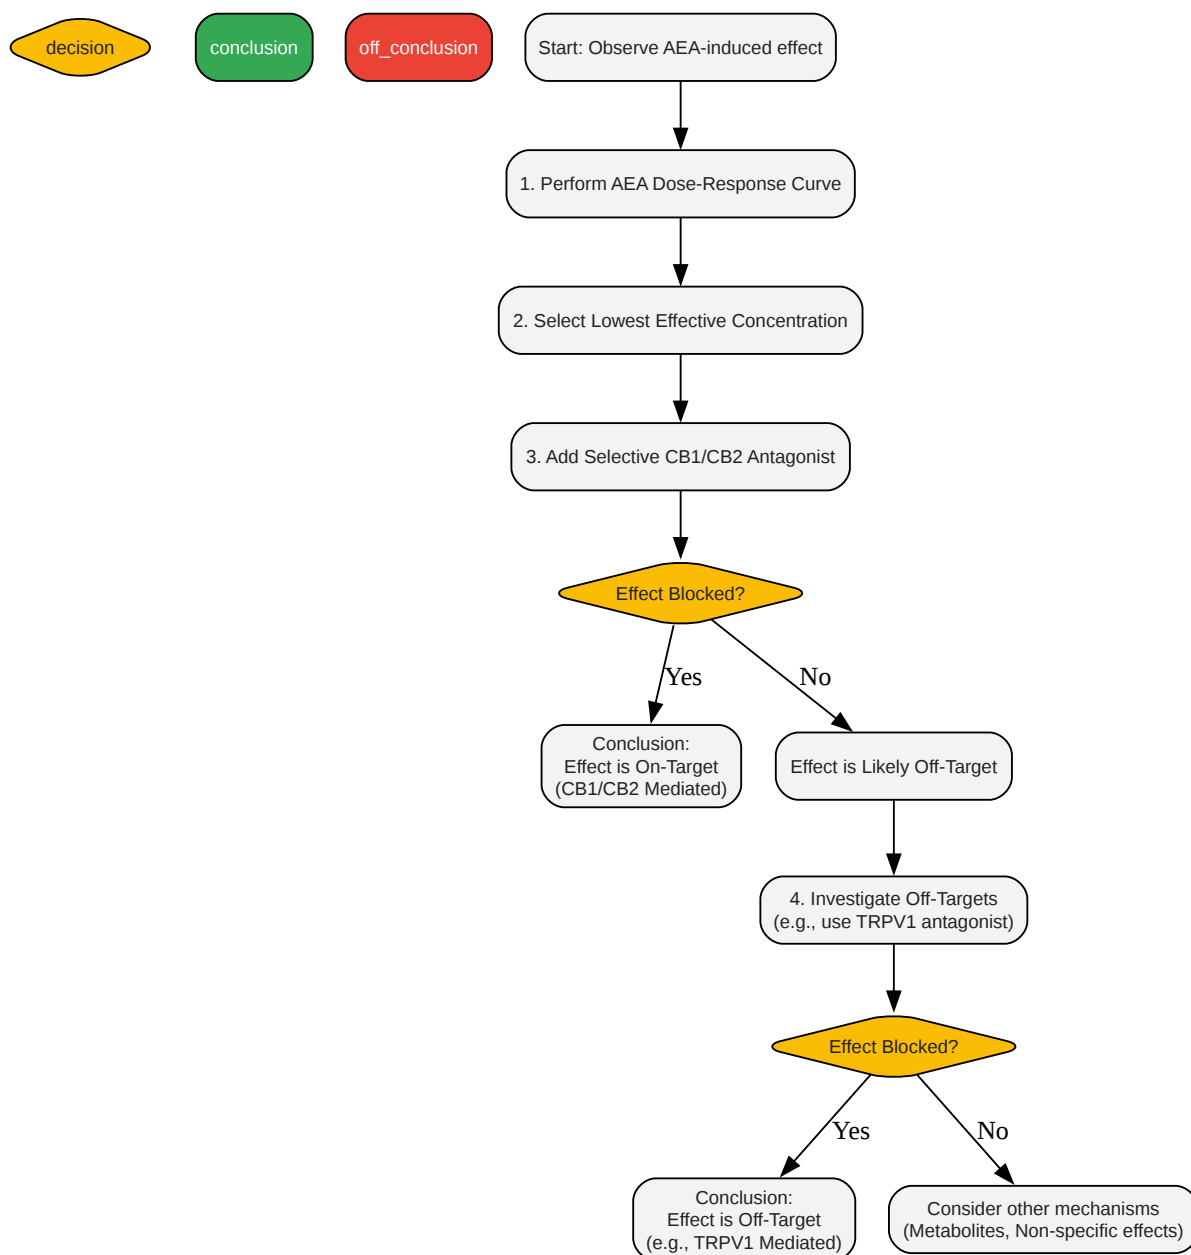 decision
conclusion
off_conclusion
Start: Observe AEA-induced effect
1. Perform AEA Dose-Response Curve
2. Select Lowest Effective Concentration
3. Add Selective CB1/CB2 Antagonist
Effect Blocked?
Yes
No
Conclusion:
Effect is On-Target
(CB1/CB2 Mediated)
Effect is Likely Off-Target
4. Investigate Off-Targets
(e.g., use TRPV1 antagonist)
Effect Blocked?
Yes
No
Conclusion:
Effect is Off-Target
(e.g., TRPV1 Mediated)
Consider other mechanisms
(Metabolites, Non-specific effects)